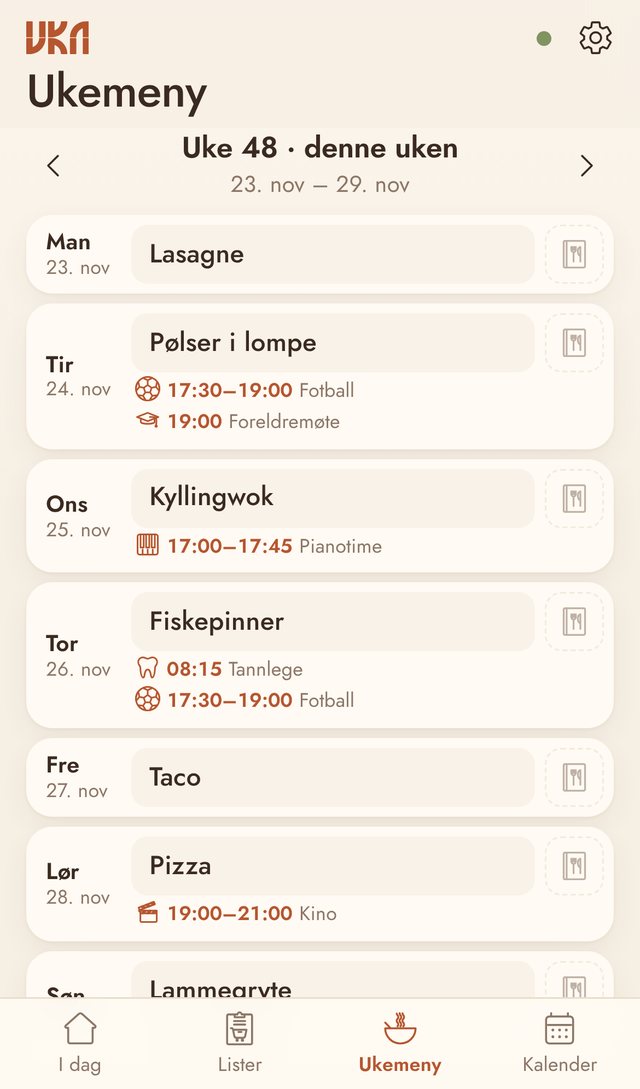 UKA
Ukemeny
Uke 48 · denne uken
23. nov – 29. nov
Man
23. nov
Lasagne
Tir
24. nov
Pølser i lompe
17:30–19:00 Fotball
19:00 Foreldremøte
Ons
25. nov
Kyllingwok
17:00–17:45 Pianotime
Tor
26. nov
Fiskepinner
08:15 Tannlege
17:30–19:00 Fotball
Fre
27. nov
Taco
Lør
28. nov
Pizza
19:00–21:00 Kino
Søn
Lammegryte
I dag
Lister
Ukemeny
Kalender